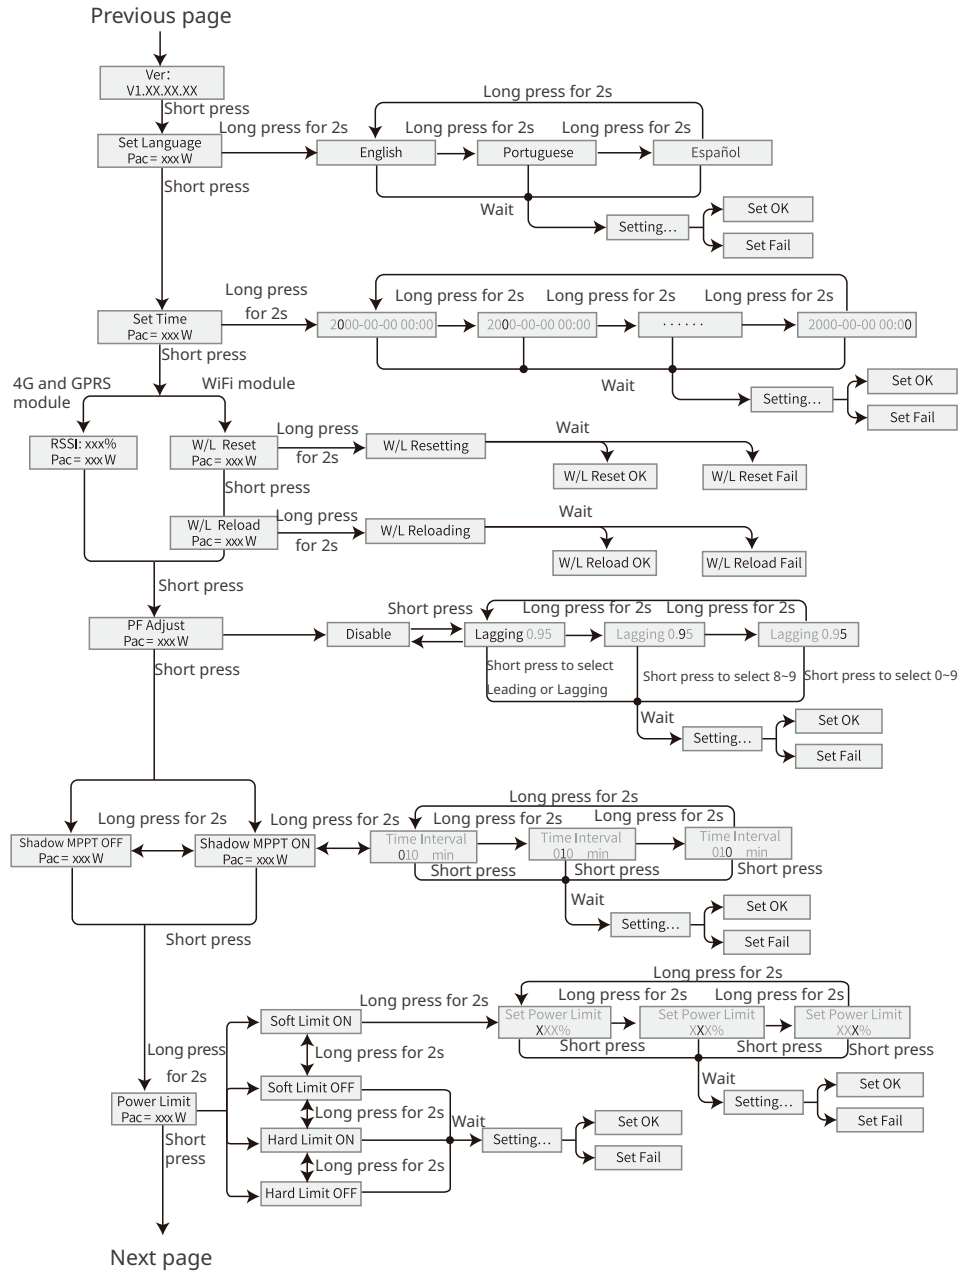 Previous page
Ver:
V1.XX.XX.XX
Short press
Long press for 2s
Set Language
Pac= xxx W
Long press for 2s
Long press for 2s
Long press for 2s
English
Portuguese
Español
Short press
Wait
Setting...
Set OK
Set Fail
Set Time
Pac= xxx W
Long press
for 2s
Long press for 2s
Long press for 2s
Long press for 2s
2000-00-00 00:00
2000-00-00 00:00
······
2000-00-00 00:00
Short press
Wait
Setting...
Set OK
Set Fail
4G and GPRS
module
WiFi module
RSSI: xxx%
Pac= xxx W
W/L Reset
Pac= xxx W
Long press
for 2s
W/L Resetting
Wait
W/L Reset OK
W/L Reset Fail
Short press
W/L Reload
Pac= xxx W
Long press
for 2s
W/L Reloading
Wait
W/L Reload OK
W/L Reload Fail
Short press
PF Adjust
Pac= xxx W
Disable
Short press
Long press for 2s
Long press for 2s
Lagging 0.95
Lagging 0.95
Lagging 0.95
Short press to select
Leading or Lagging
Short press to select 8~9
Short press to select 0~9
Short press
Wait
Setting...
Set OK
Set Fail
Long press for 2s
Long press for 2s
Long press for 2s
Long press for 2s
Long press for 2s
Shadow MPPT OFF
Pac= xxx W
Shadow MPPT ON
Pac= xxx W
Time Interval
010 min
Time Interval
010 min
Time Interval
010 min
Short press
Short press
Short press
Wait
Setting...
Set OK
Set Fail
Short press
Long press for 2s
Long press for 2s
Long press for 2s
Long press for 2s
Soft Limit ON
Set Power Limit
XXX%
Set Power Limit
XXX%
Set Power Limit
XXX%
Short press
Short press
Short press
Long press
for 2s
Long press for 2s
Soft Limit OFF
Long press for 2s
Hard Limit ON
Long press for 2s
Hard Limit OFF
Power Limit
Pac= xxx W
Wait
Setting...
Set OK
Set Fail
Wait
Setting...
Set OK
Set Fail
Short
press
Next page